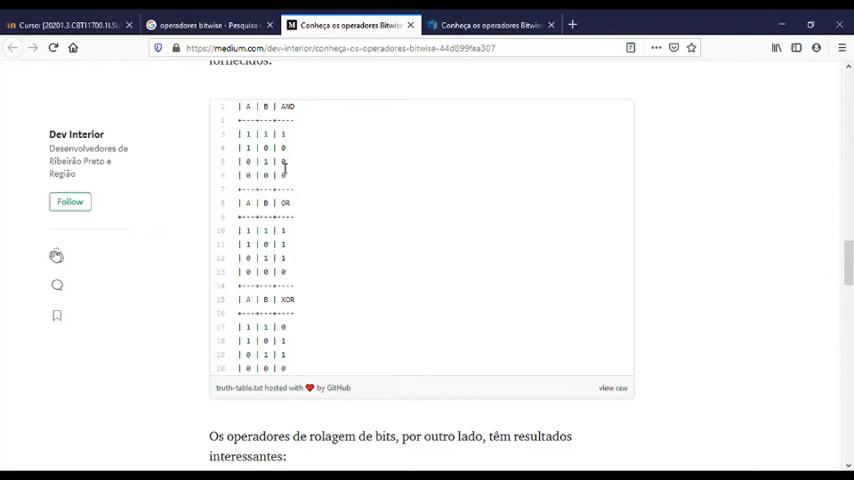 Curso: [20201.3.CBT11700.1I.SU
operadores bitwise - Pesquisa
Conheça os operadores Bitwise
Conheça os operadores Bitwise.
https://medium.com/dev-interior/conheça-os-operadores-bitwise-44d899fea307
fornecidos:
Dev Interior
Desenvolvedores de
Ribeirão Preto e
Região
Follow
1 | A | B | AND
2 +---+---+----
3 | 1 | 1 | 1
4 | 1 | 0 | 0
5 | 0 | 1 | 0
6 | 0 | 0 | 0
7 +---+---+----
8 | A | B | OR
9 +---+---+----
10 | 1 | 1 | 1
11 | 1 | 0 | 1
12 | 0 | 1 | 1
13 | 0 | 0 | 0
14 +---+---+----
15 | A | B | XOR
16 +---+---+----
17 | 1 | 1 | 0
18 | 1 | 0 | 1
19 | 0 | 1 | 1
20 | 0 | 0 | 0
truth-table.txt hosted with ❤ by GitHub
view raw
Os operadores de rolagem de bits, por outro lado, têm resultados
interessantes: